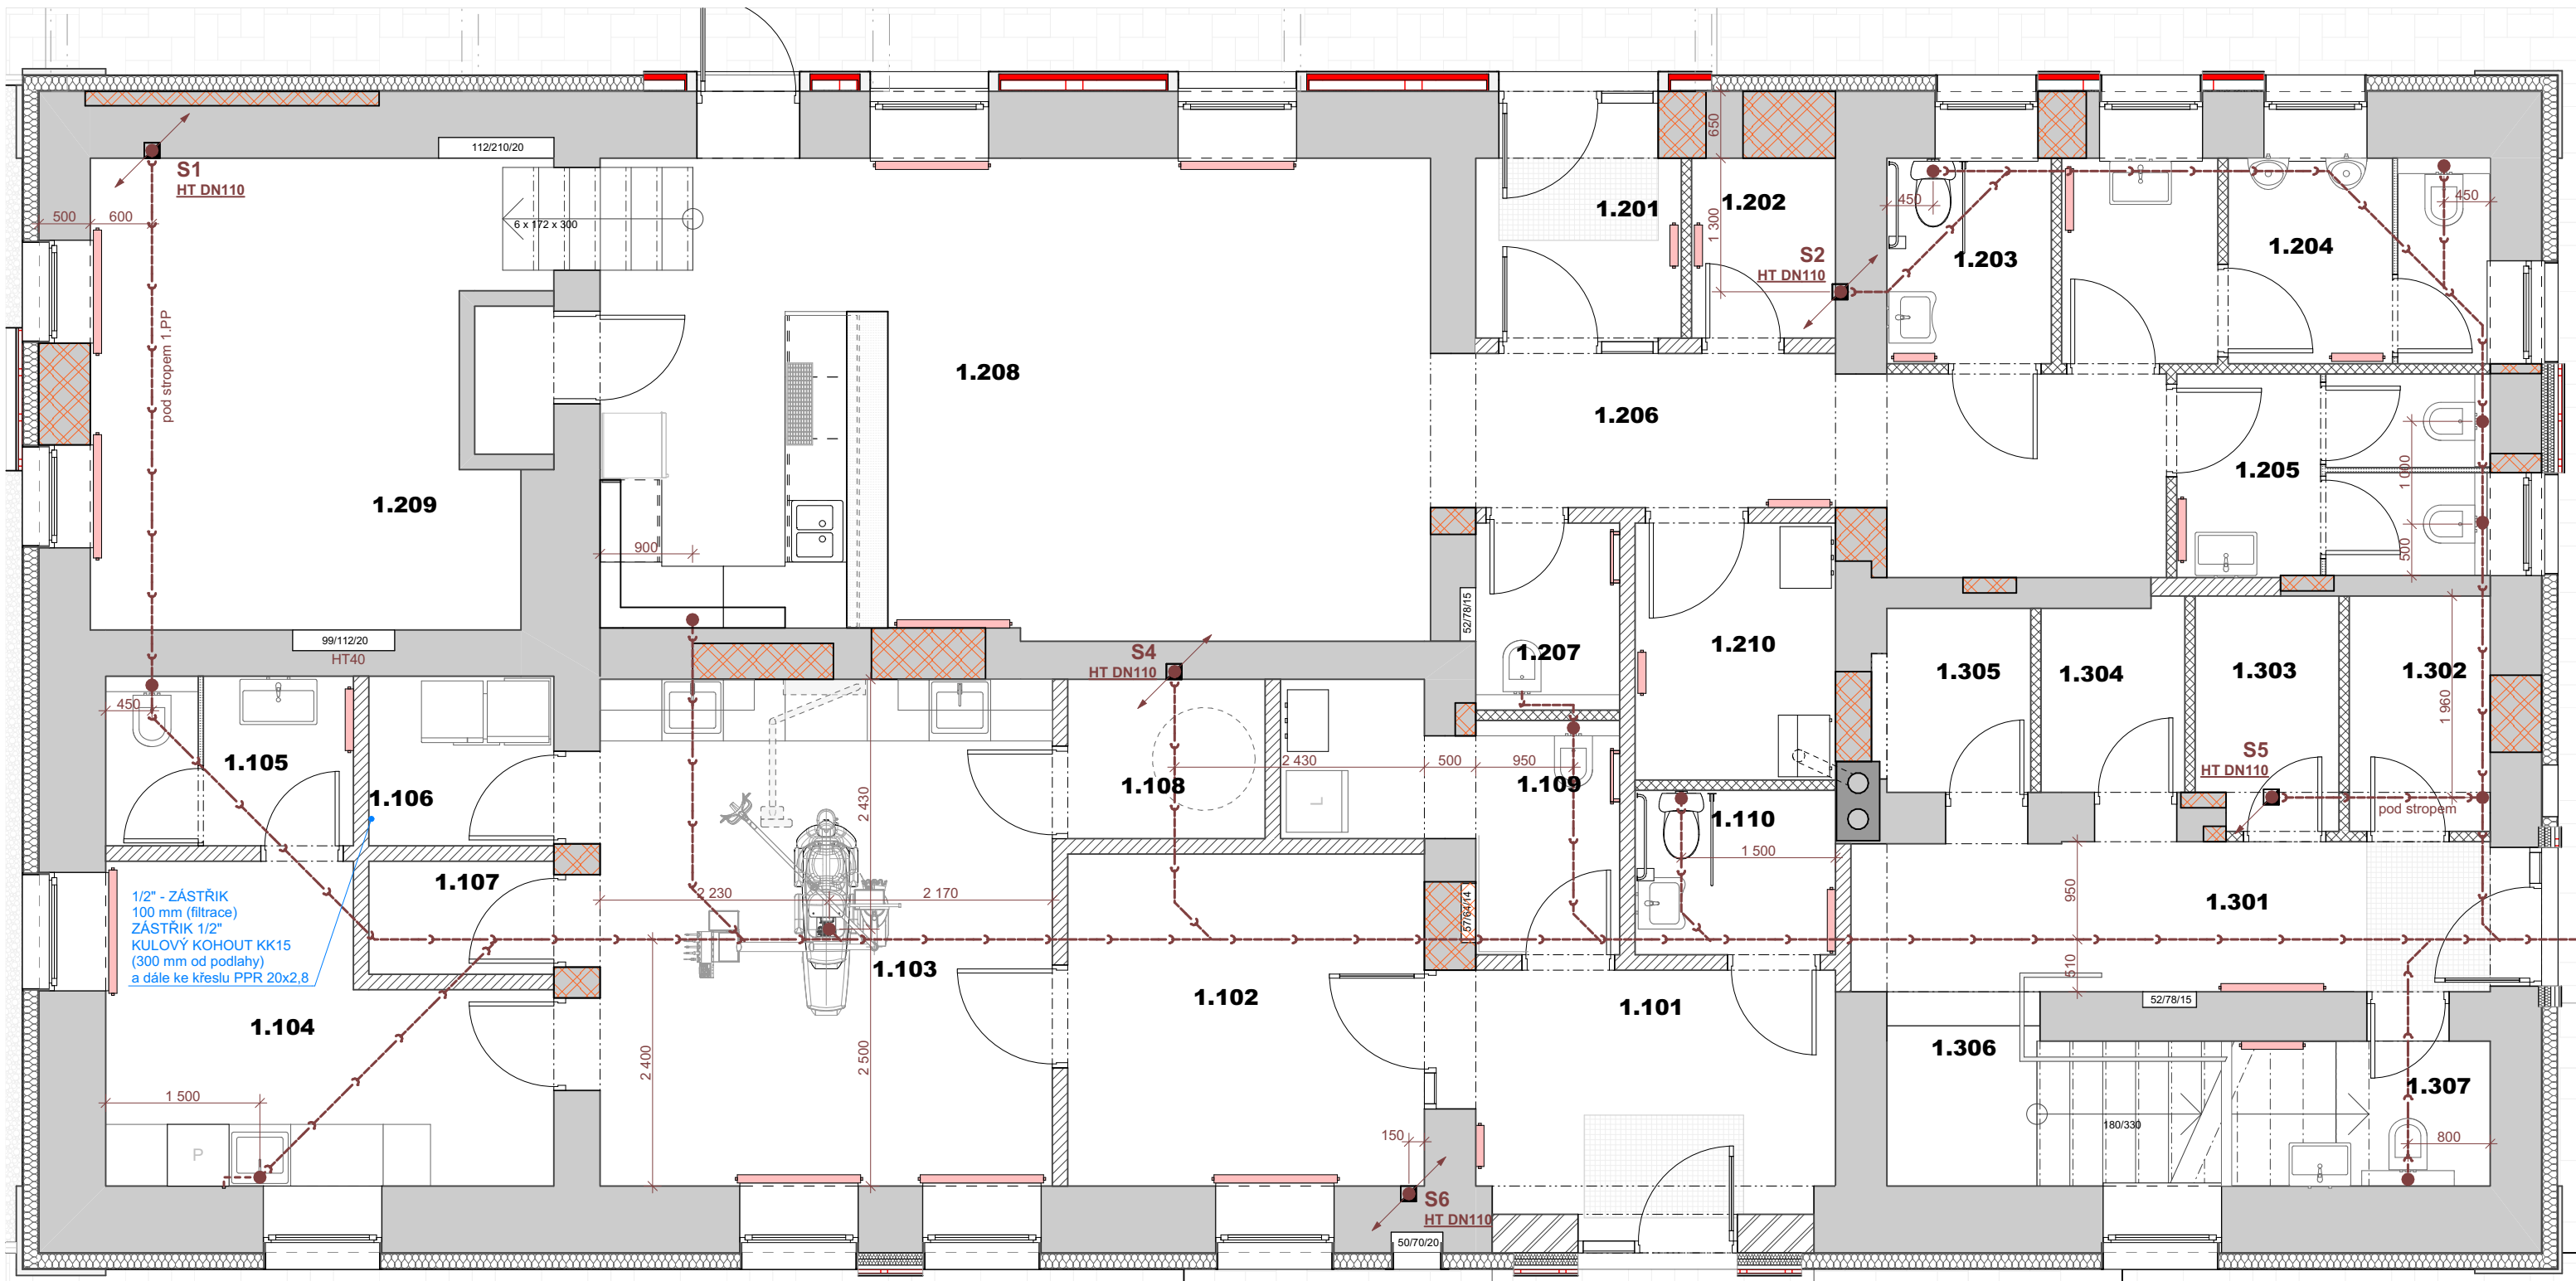 112/210/20
S1
HT DN110
500
600
6 x 172 x 300
pod stropem 1.PP
1.209
99/112/20
HT40
1.208
900
650
1.201
1.202
1 300
S2
HT DN110
450
1.203
1.204
450
1.206
1.205
1 000
500
52/78/15
1.207
1.210
S4
HT DN110
1.305
1.304
1.303
1.302
1 960
S5
HT DN110
pod stropem
450
1.105
1.106
2 430
1.108
2 430
500
950
1.109
L
1.110
1 500
1.107
1/2" - ZÁSTŘIK
100 mm (filtrace)
ZÁSTŘIK 1/2"
KULOVÝ KOHOUT KK15
(300 mm od podlahy)
a dále ke křeslu PPR 20x2,8
2 230
2 170
1.103
57/64/14
950
510
1.301
1.104
2 400
2 500
1.102
1.101
52/78/15
1.306
1.307
1 500
P
150
180/330
800
S6
HT DN110
50/70/20